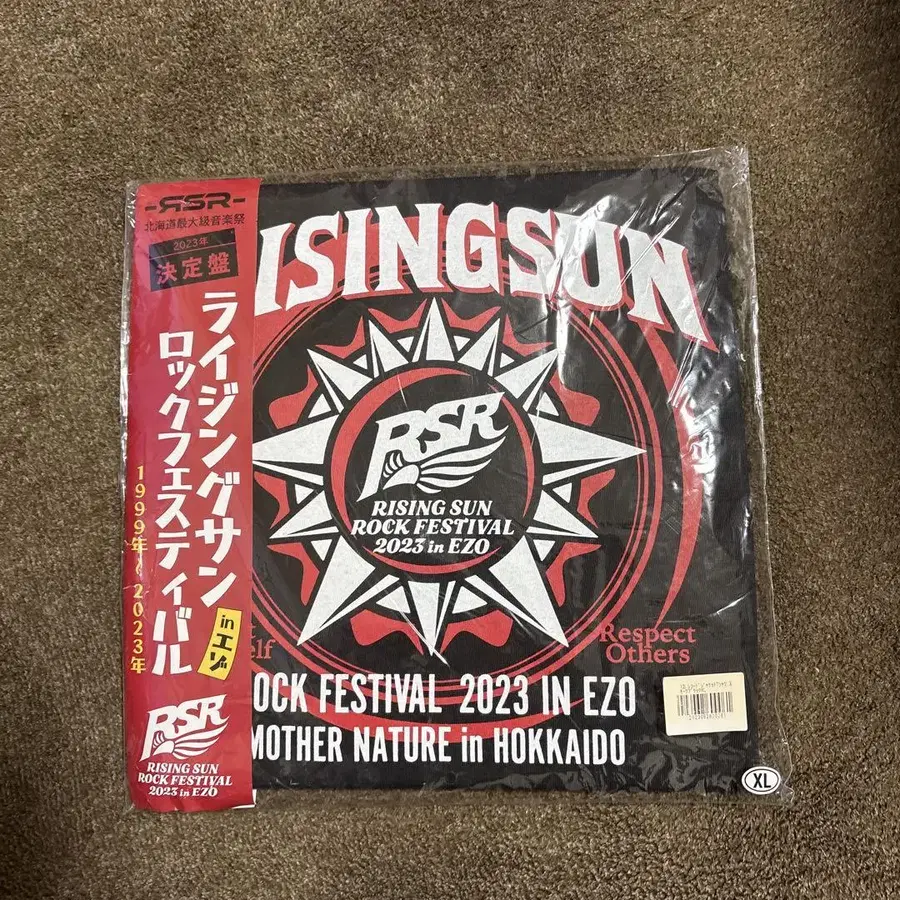 -RSR-
北海道最大級音楽祭
2023年
決定盤
ライジングサン
ロックフェスティバル
inエゾ
1999年〜2023年
RSR
RISING SUN
ROCK FESTIVAL
2023 in EZO
ISING SUN
RSR
RISING SUN
ROCK FESTIVAL
2023 in EZO
Respect
Others
OCK FESTIVAL 2023 IN EZO
MOTHER NATURE in HOKKAIDO
XL